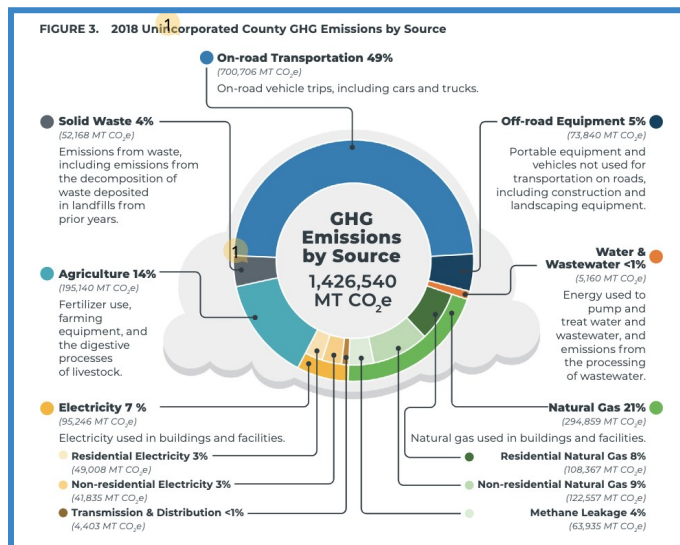 FIGURE 3. 2018 Unincorporated County GHG Emissions by Source
1
On-road Transportation 49%
(700,706 MT CO₂e)
On-road vehicle trips, including cars and trucks.
Solid Waste 4%
(52,168 MT CO₂e)
Emissions from waste,
including emissions from
the decomposition of
waste deposited
in landfills from
prior years.
Off-road Equipment 5%
(73,840 MT CO₂e)
Portable equipment and
vehicles not used for
transportation on roads,
including construction and
landscaping equipment.
GHG
Emissions
by Source
1,426,540
MT CO₂e
1
Agriculture 14%
(195,140 MT CO₂e)
Fertilizer use,
farming
equipment, and
the digestive
processes
of livestock.
Water &
Wastewater <1%
(5,160 MT CO₂e)
Energy used to
pump and
treat water and
wastewater, and
emissions from
the processing
of wastewater.
Electricity 7 %
(95,246 MT CO₂e)
Electricity used in buildings and facilities.
Residential Electricity 3%
(49,008 MT CO₂e)
Non-residential Electricity 3%
(41,835 MT CO₂e)
Transmission & Distribution <1%
(4,403 MT CO₂e)
Natural Gas 21%
(294,859 MT CO₂e)
Natural gas used in buildings and facilities.
Residential Natural Gas 8%
(108,367 MT CO₂e)
Non-residential Natural Gas 9%
(122,557 MT CO₂e)
Methane Leakage 4%
(63,935 MT CO₂e)